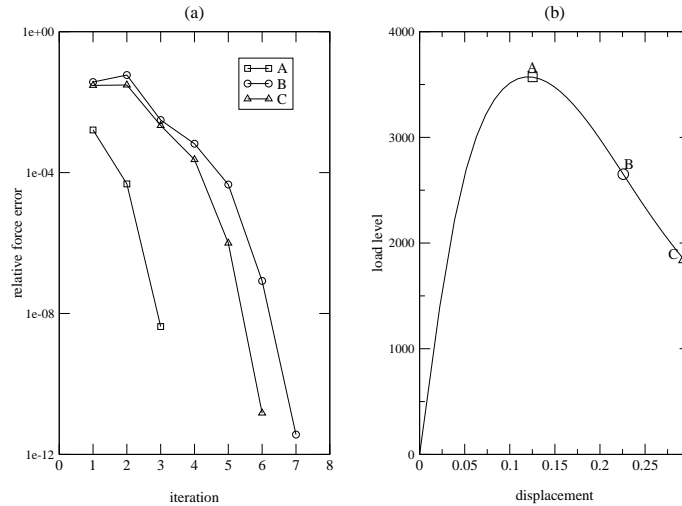 (a)
1e+00
1e-04
1e-08
1e-12
relative force error
0 1 2 3 4 5 6 7 8
iteration
A
B
C
(b)
4000
3000
2000
1000
0
load level
0 0.05 0.1 0.15 0.2 0.25
displacement
A
B
C